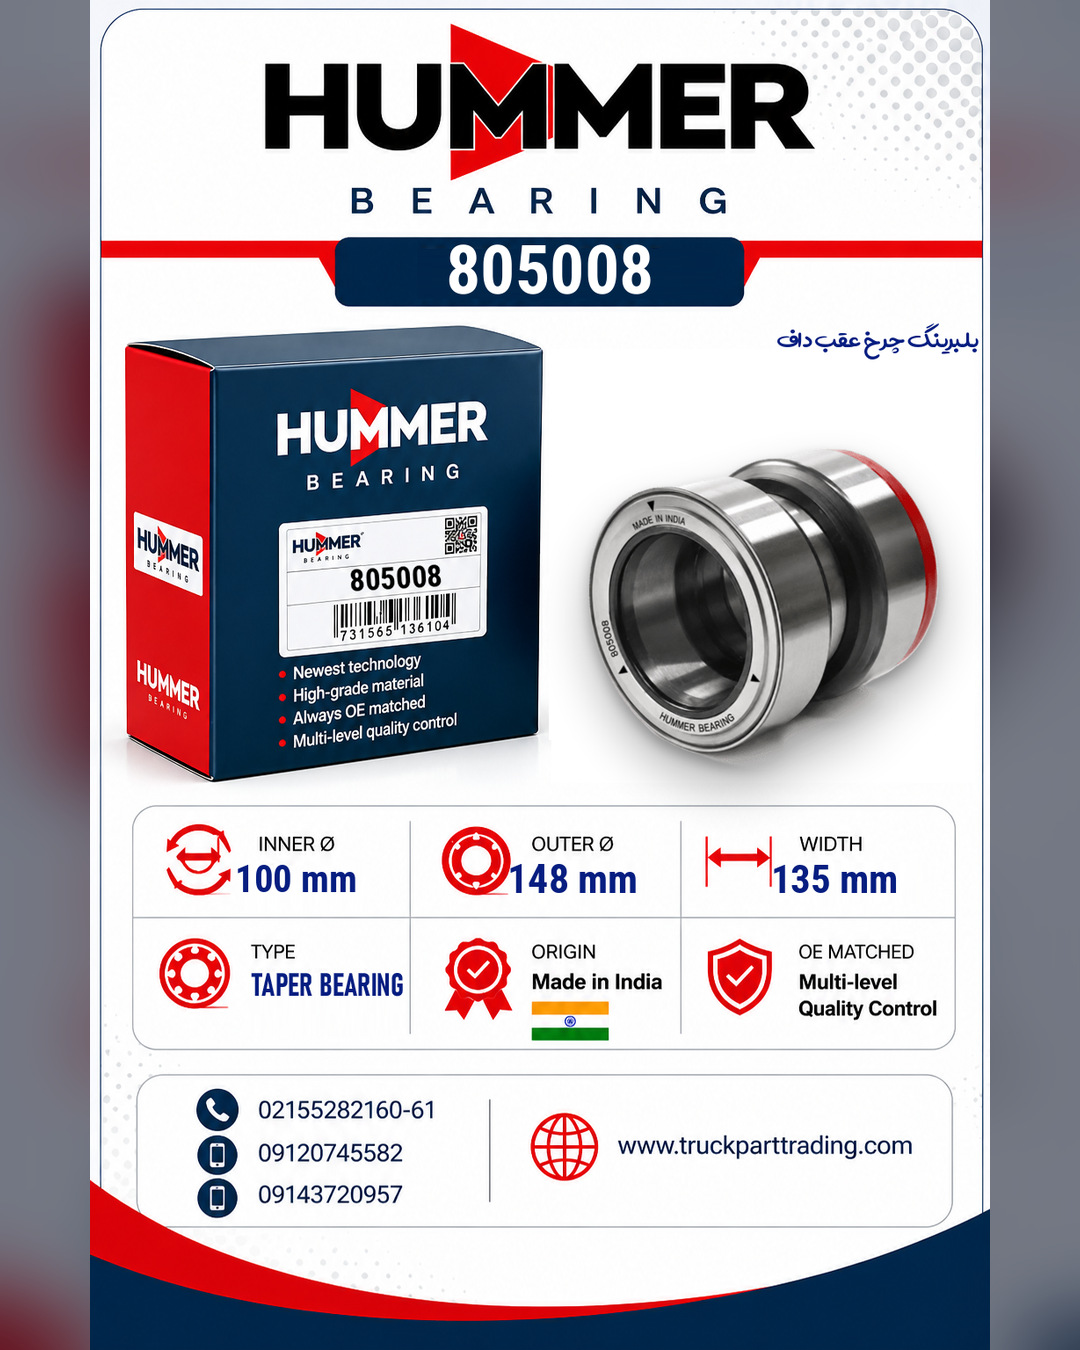 HUMMER
BEARING
805008
بلبرینگ چرخ عقب داف
HUMMER
BEARING
HUMMER
BEARING
805008
731565 136104
Newest technology
High-grade material
Always OE matched
Multi-level quality control
HUMMER
BEARING
HUMMER
BEARING
MADE IN INDIA
805008
HUMMER BEARING
INNER Ø
100 mm
OUTER Ø
148 mm
WIDTH
135 mm
TYPE
TAPER BEARING
ORIGIN
Made in India
OE MATCHED
Multi-level
Quality Control
02155282160-61
09120745582
09143720957
www.truckparttrading.com